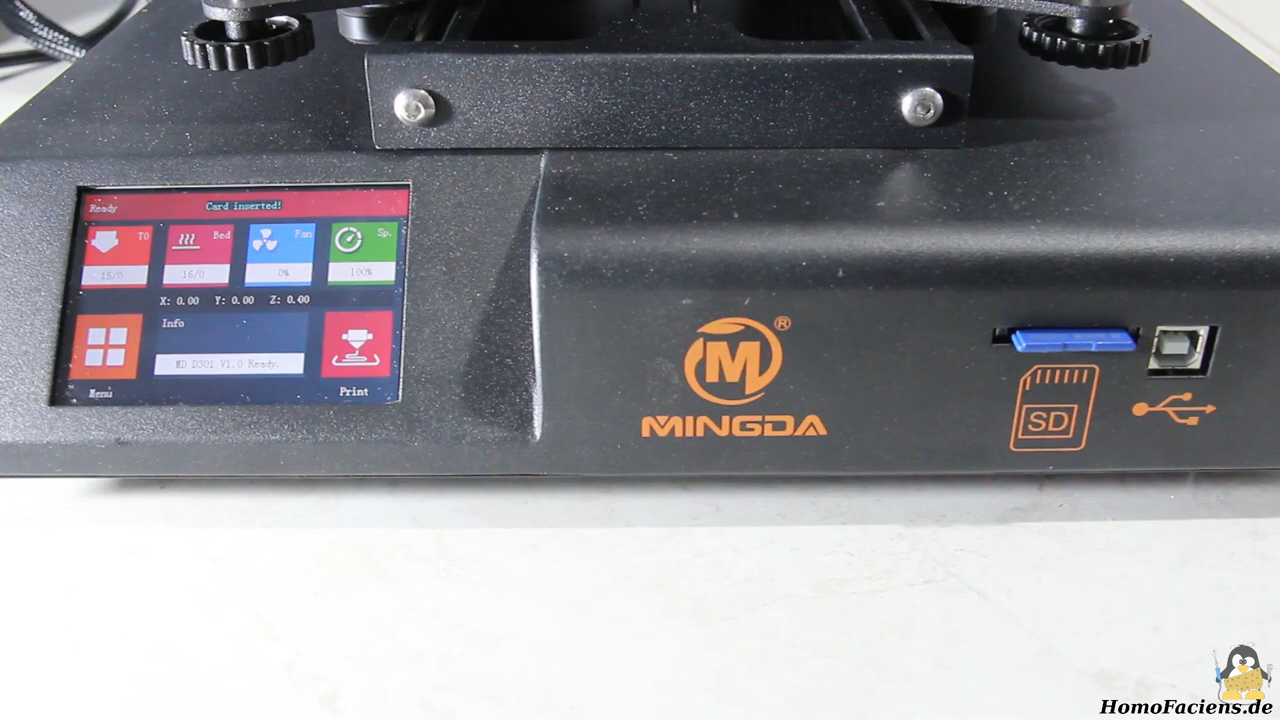 Ready
Card inserted!
T0
Bed
Fan
Sp.
15/0
16/0
0%
100%
X: 0.00 Y: 0.00 Z: 0.00
Info
MD D301 V1.0 Ready.
Menu
Print
M
®
MINGDA
SD
HomoFaciens.de